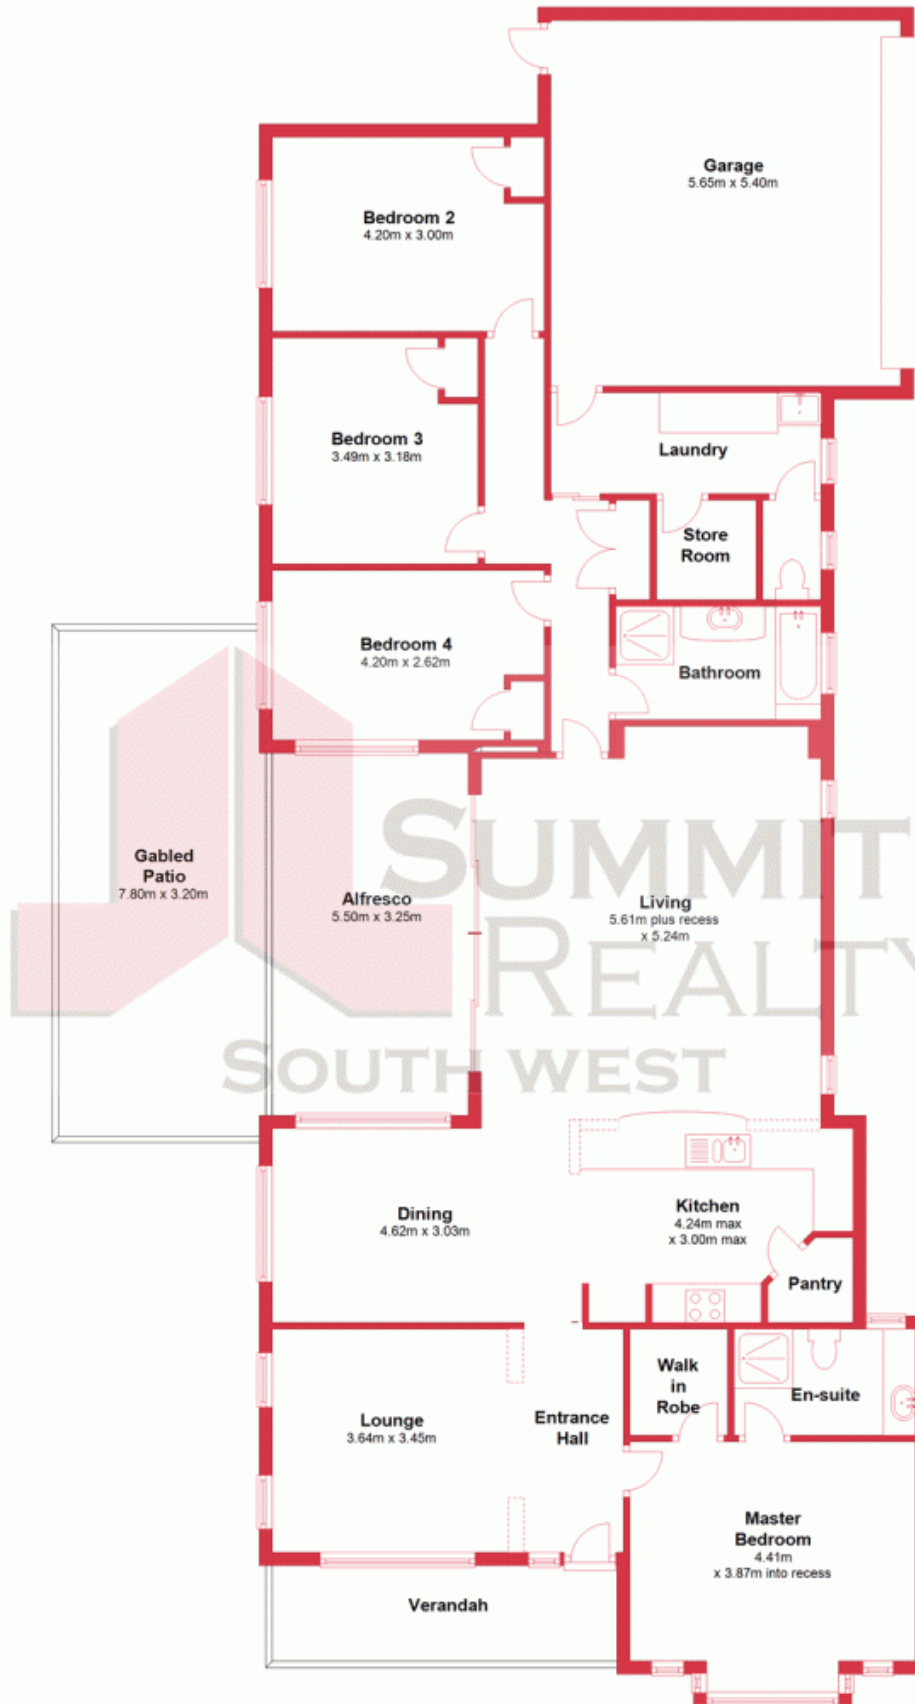 Garage
5.65m x 5.40m
Bedroom 2
4.20m x 3.00m
Bedroom 3
3.49m x 3.18m
Laundry
Store
Room
Bedroom 4
4.20m x 2.62m
Bathroom
Gabled
Patio
7.80m x 3.20m
Alfresco
5.50m x 3.25m
Living
5.61m plus recess
x 5.24m
SUMMIT
REALTY
SOUTH WEST
Dining
4.62m x 3.03m
Kitchen
4.24m max
x 3.00m max
Pantry
Walk
in
Robe
En-suite
Lounge
3.64m x 3.45m
Entrance
Hall
Master
Bedroom
4.41m
x 3.87m into recess
Verandah